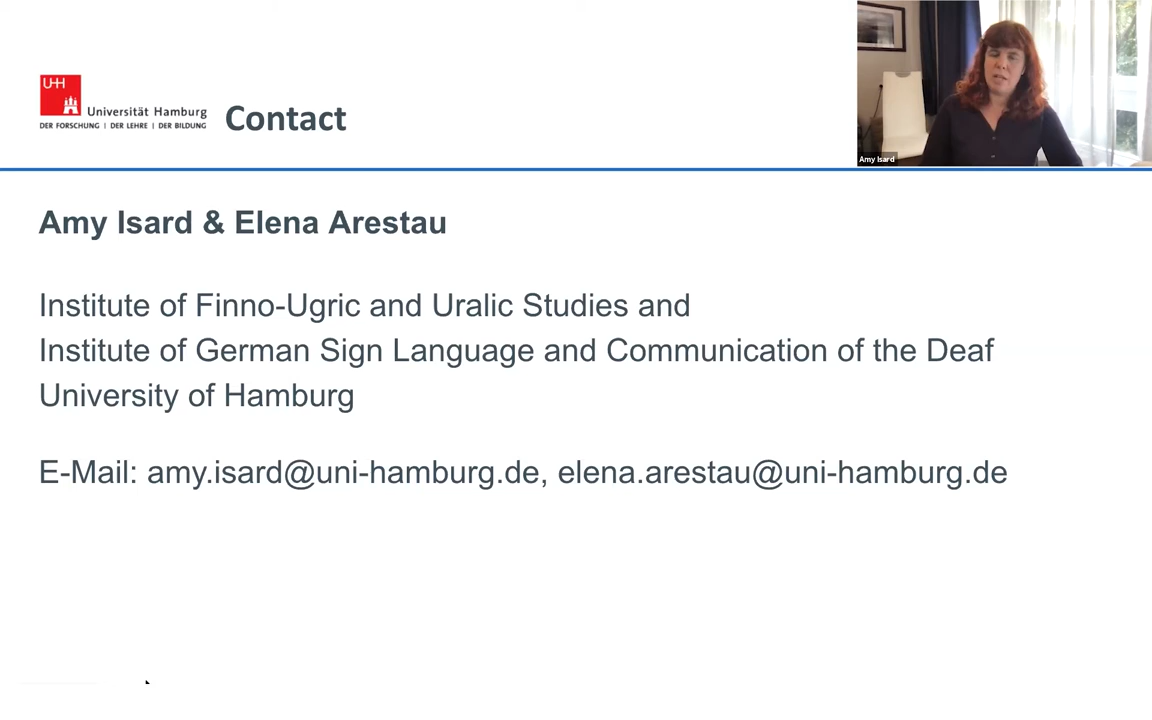 UHH
Universität Hamburg
DER FORSCHUNG | DER LEHRE | DER BILDUNG
Contact
Amy Isard
Amy Isard & Elena Arestau
Institute of Finno-Ugric and Uralic Studies and
Institute of German Sign Language and Communication of the Deaf
University of Hamburg
E-Mail: amy.isard@uni-hamburg.de, elena.arestau@uni-hamburg.de